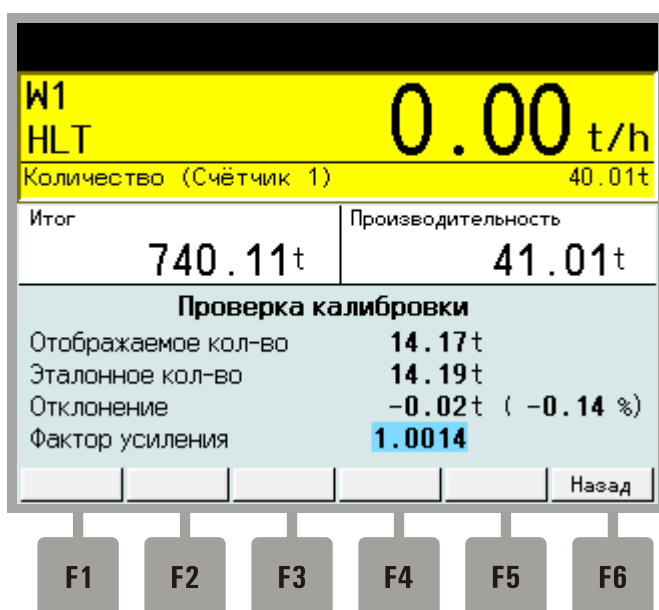 W1
HLT
0.00 t/h
Количество (Счётчик 1) 40.01t
Итог
740.11t
Производительность
41.01t
Проверка калибровки
Отображаемое кол-во 14.17t
Эталонное кол-во 14.19t
Отклонение -0.02t ( -0.14 %)
Фактор усиления 1.0014
Назад
F1 F2 F3 F4 F5 F6